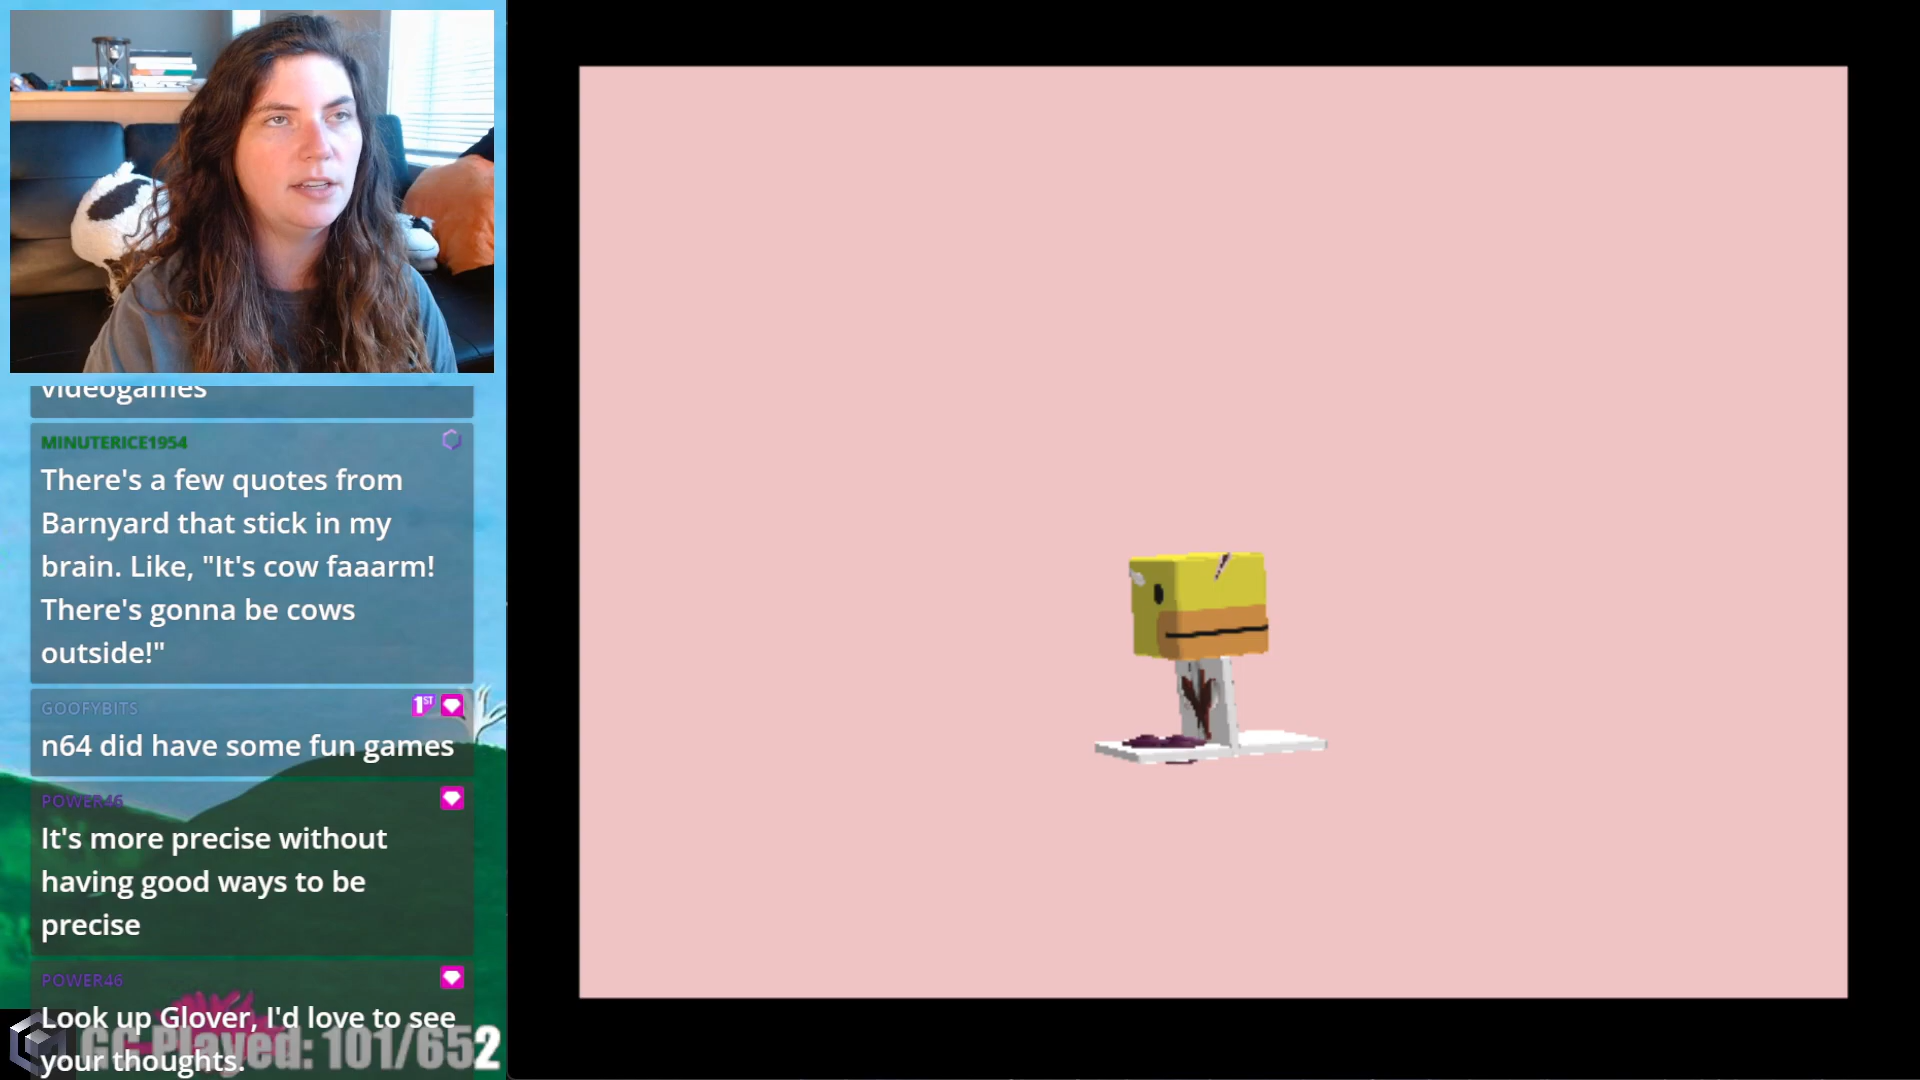 videogames
MINUTERICE1954
There's a few quotes from
Barnyard that stick in my
brain. Like, "It's cow faaarm!
There's gonna be cows
outside!"
GOOFYBITS
1ST
n64 did have some fun games
POWER46
It's more precise without
having good ways to be
precise
POWER46
Look up Glover, I'd love to see
your thoughts.
GC Played: 101/652